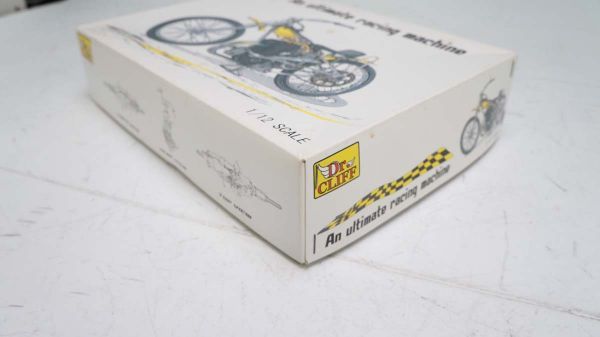 An ultimate racing machine
1/12 SCALE
Dr.
CLIFF
An ultimate racing machine